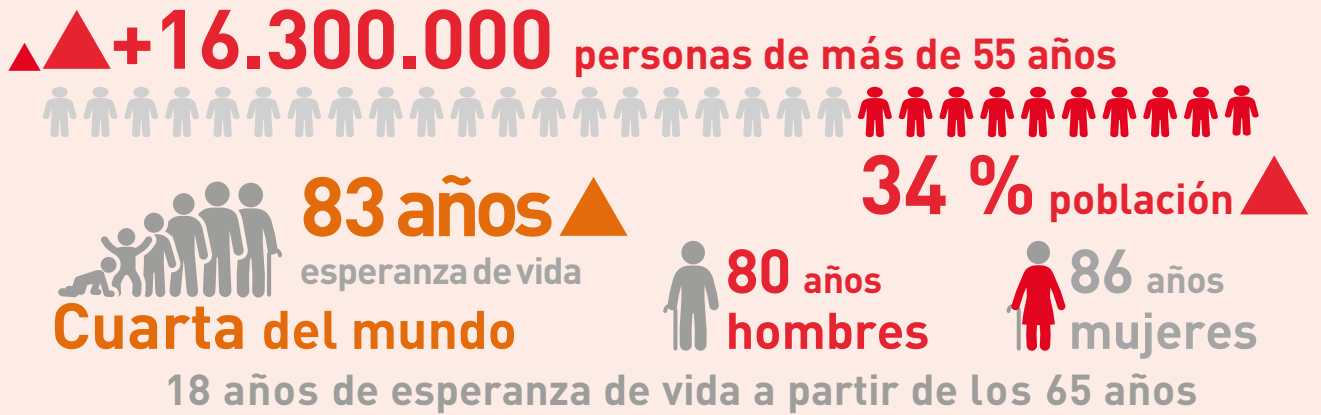 +16.300.000 personas de más de 55 años
34 % población
83 años
esperanza de vida
Cuarta del mundo
80 años
hombres
86 años
mujeres
18 años de esperanza de vida a partir de los 65 años